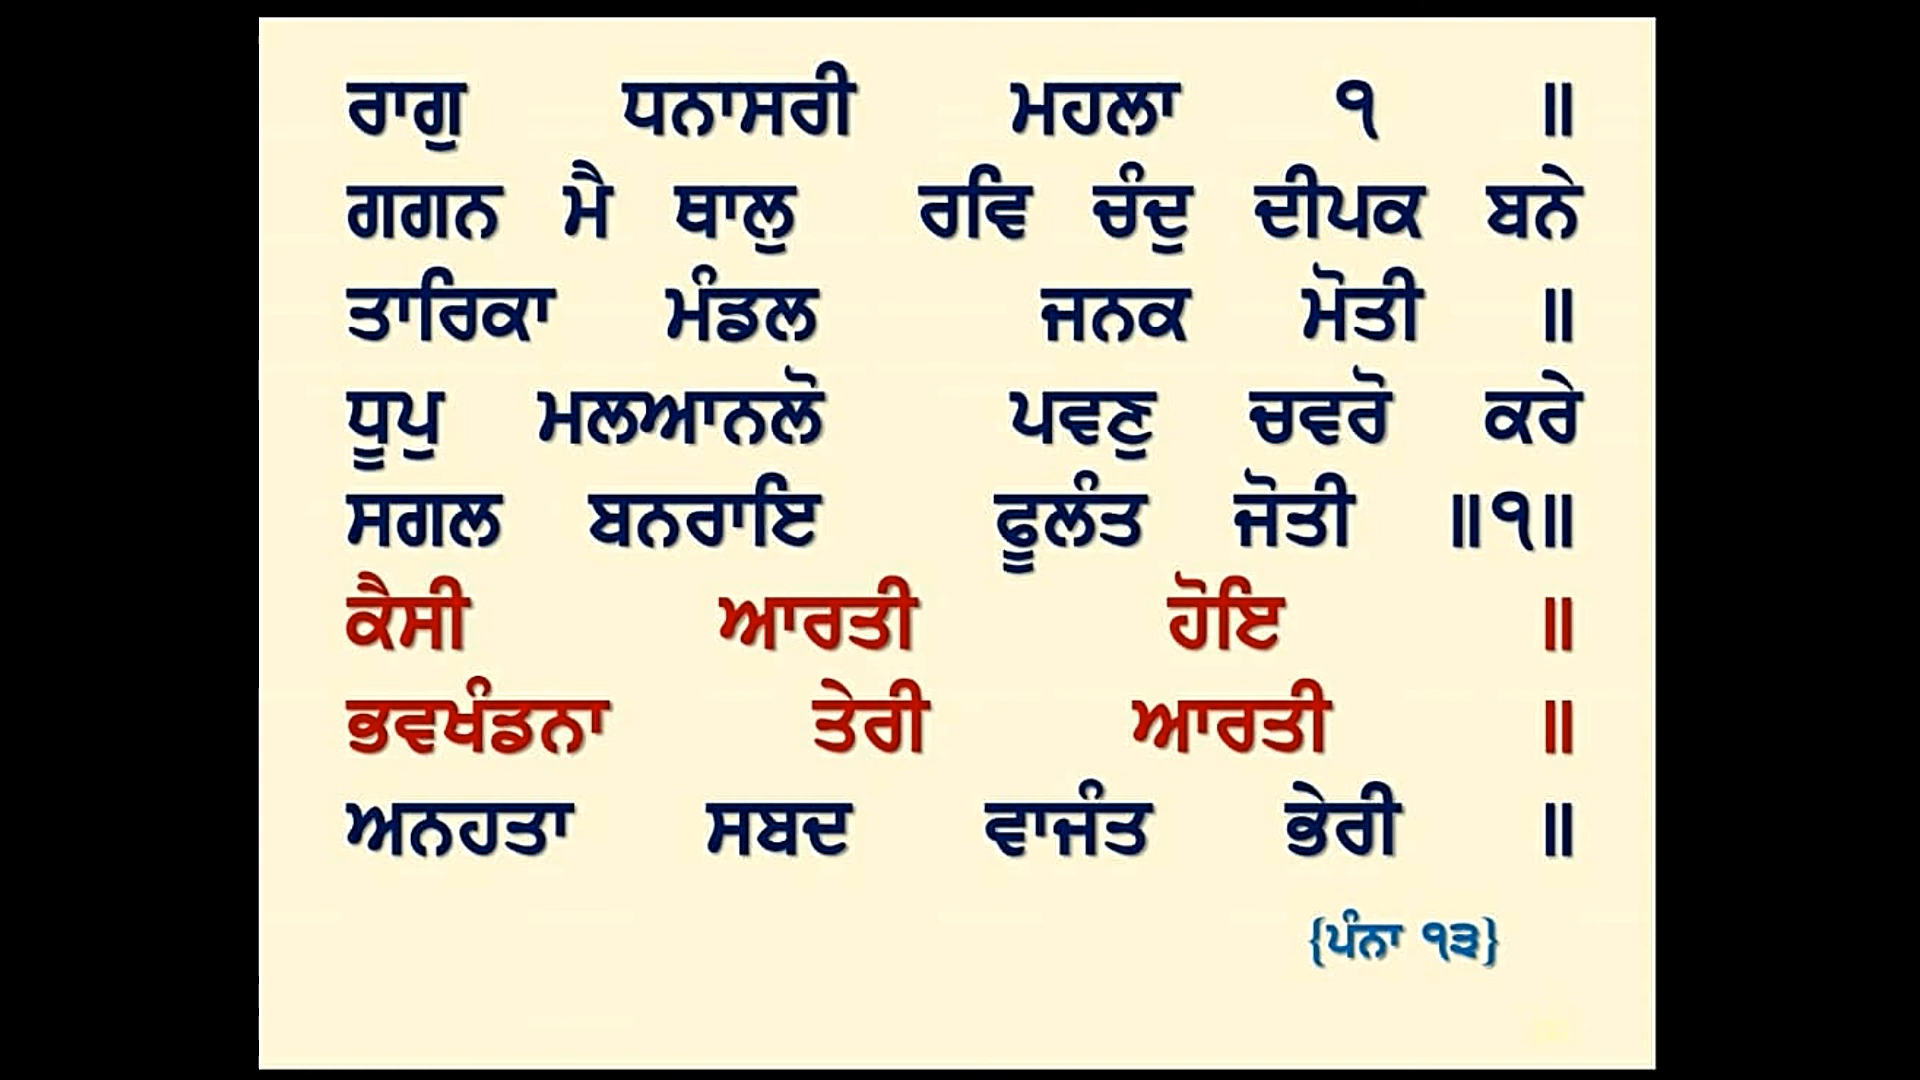 ਰਾਗੁ ਧਨਾਸਰੀ ਮਹਲਾ ੧ ॥
ਗਗਨ ਮੈ ਥਾਲੁ ਰਵਿ ਚੰਦੁ ਦੀਪਕ ਬਨੇ
ਤਾਰਿਕਾ ਮੰਡਲ ਜਨਕ ਮੋਤੀ ॥
ਧੂਪੁ ਮਲਆਨਲੋ ਪਵਣੁ ਚਵਰੋ ਕਰੇ
ਸਗਲ ਬਨਰਾਇ ਫੂਲੰਤ ਜੋਤੀ ॥੧॥
ਕੈਸੀ ਆਰਤੀ ਹੋਇ ॥
ਭਵਖੰਡਨਾ ਤੇਰੀ ਆਰਤੀ ॥
ਅਨਹਤਾ ਸਬਦ ਵਾਜੰਤ ਭੇਰੀ ॥
{ਪੰਨਾ ੧੩}